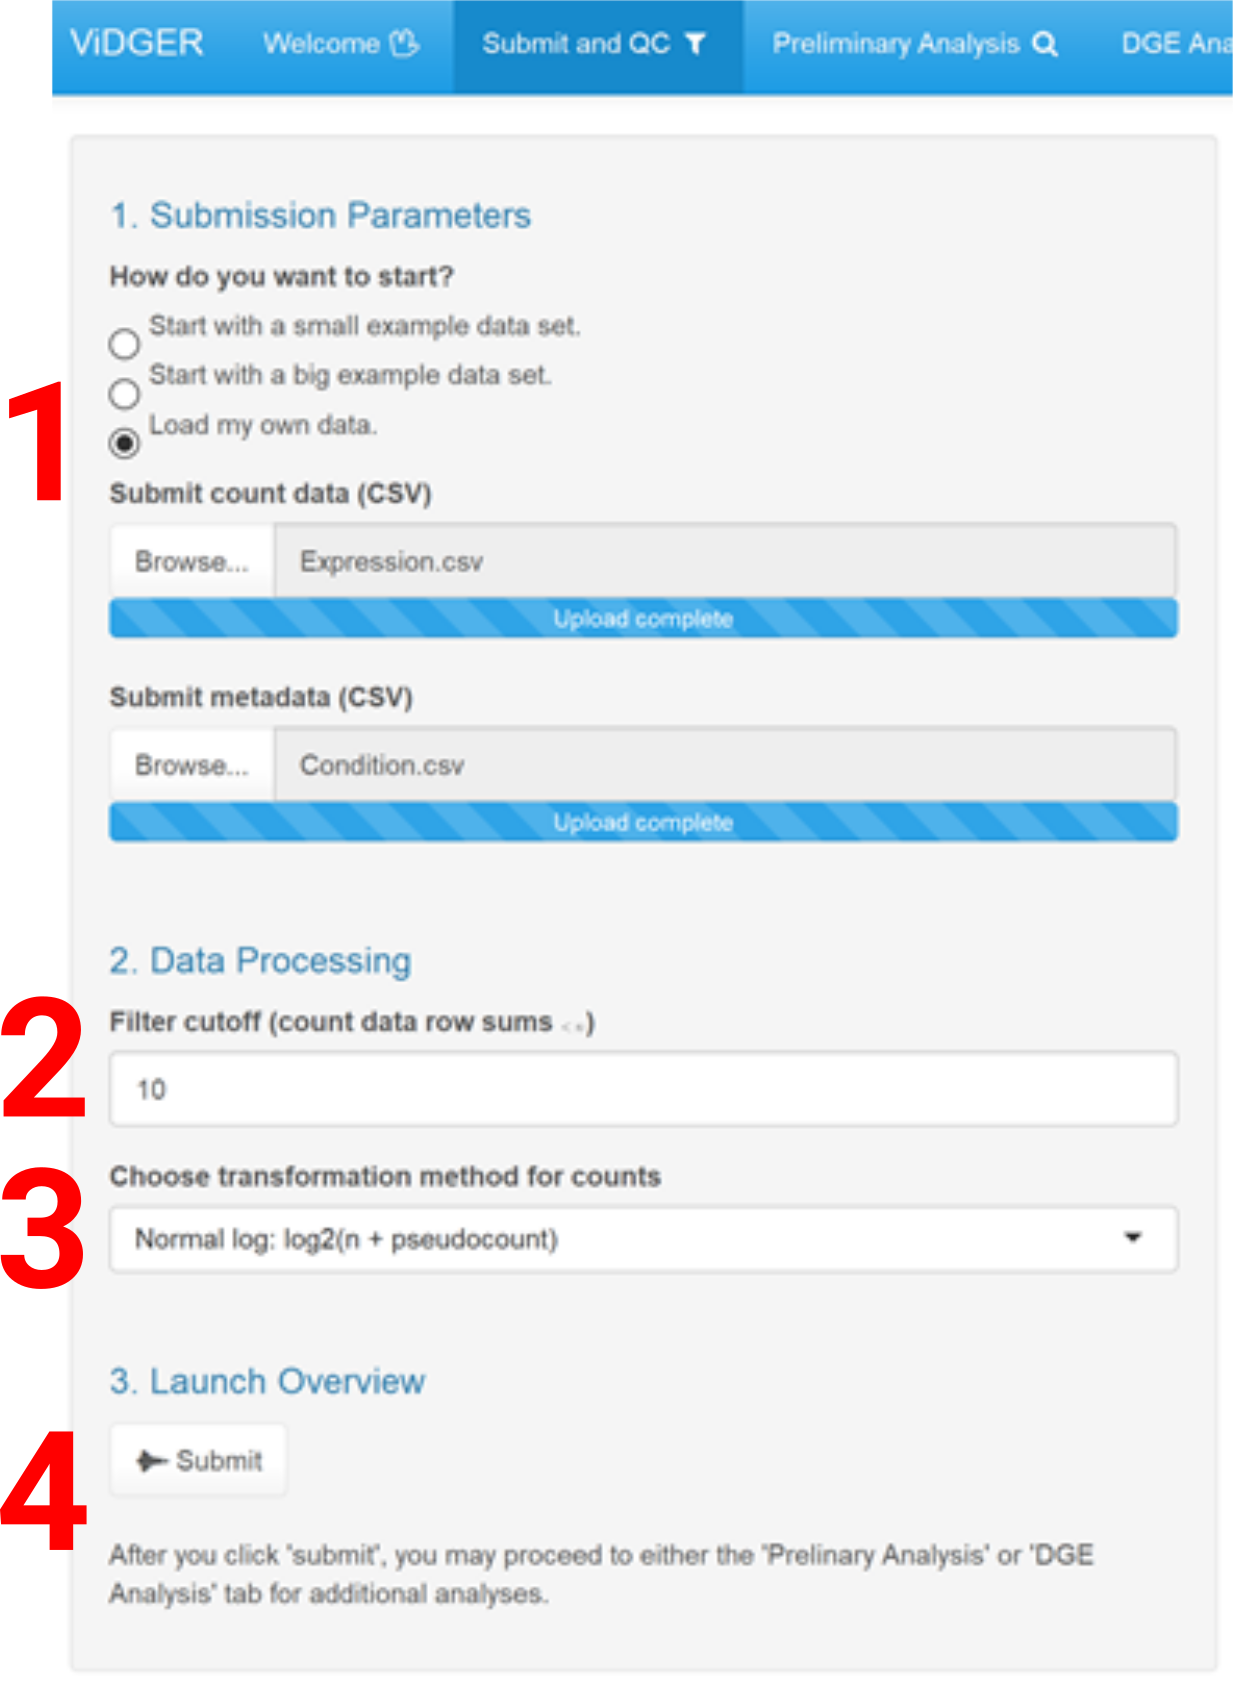 ViDGER Welcome Submit and QC Preliminary Analysis DGE Ana
1. Submission Parameters
How do you want to start?
Start with a small example data set.
Start with a big example data set.
1
Load my own data.
Submit count data (CSV)
Browse... Expression.csv
Upload complete
Submit metadata (CSV)
Browse... Condition.csv
Upload complete
2. Data Processing
2
Filter cutoff (count data row sums <)
10
3
Choose transformation method for counts
Normal log: log2(n + pseudocount)
3. Launch Overview
4
Submit
After you click 'submit', you may proceed to either the 'Prelinary Analysis' or 'DGE
Analysis' tab for additional analyses.